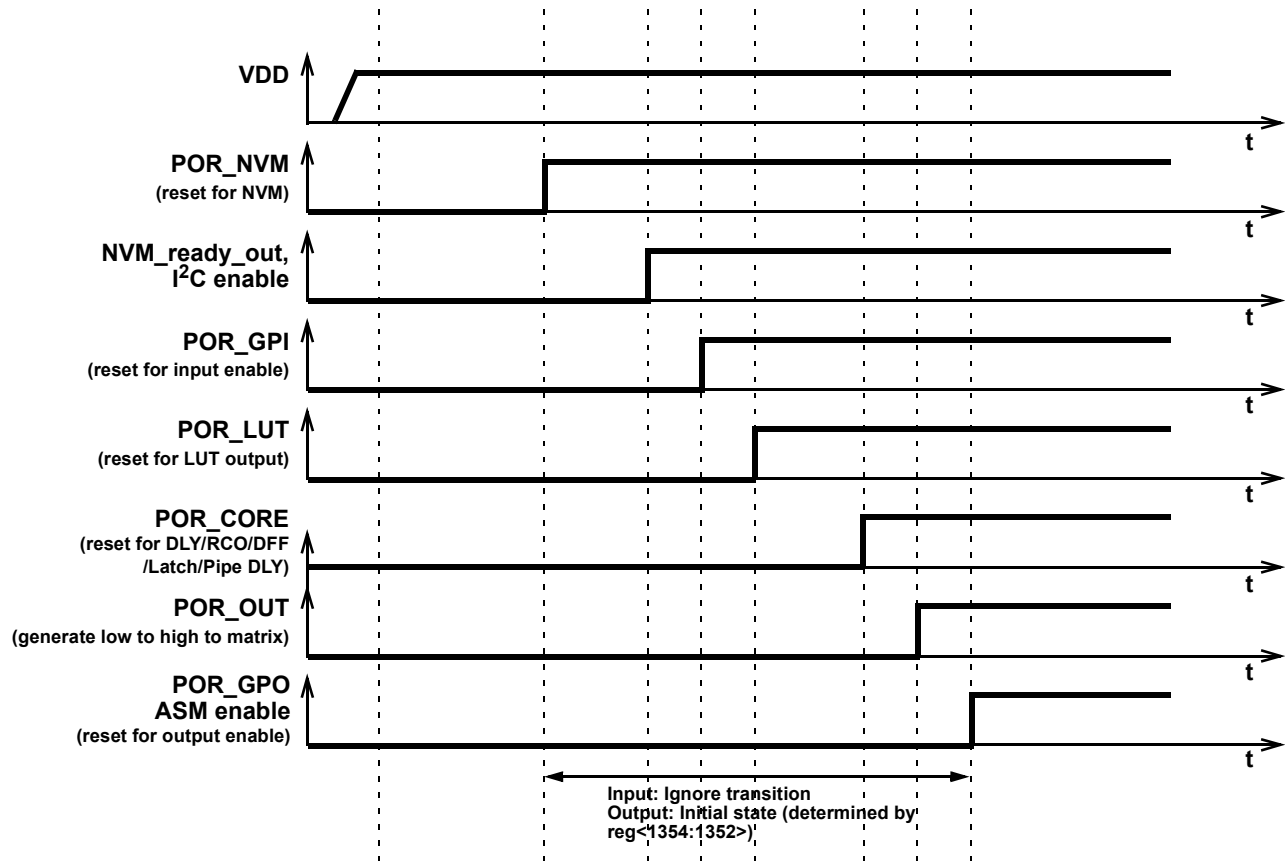 VDD
t
POR_NVM
(reset for NVM)
t
NVM_ready_out,
I²C enable
t
POR_GPI
(reset for input enable)
t
POR_LUT
(reset for LUT output)
t
POR_CORE
(reset for DLY/RCO/DFF
/Latch/Pipe DLY)
t
POR_OUT
(generate low to high to matrix)
t
POR_GPO
ASM enable
(reset for output enable)
t
Input: Ignore transition
Output: Initial state (determined by
reg<1354:1352>)